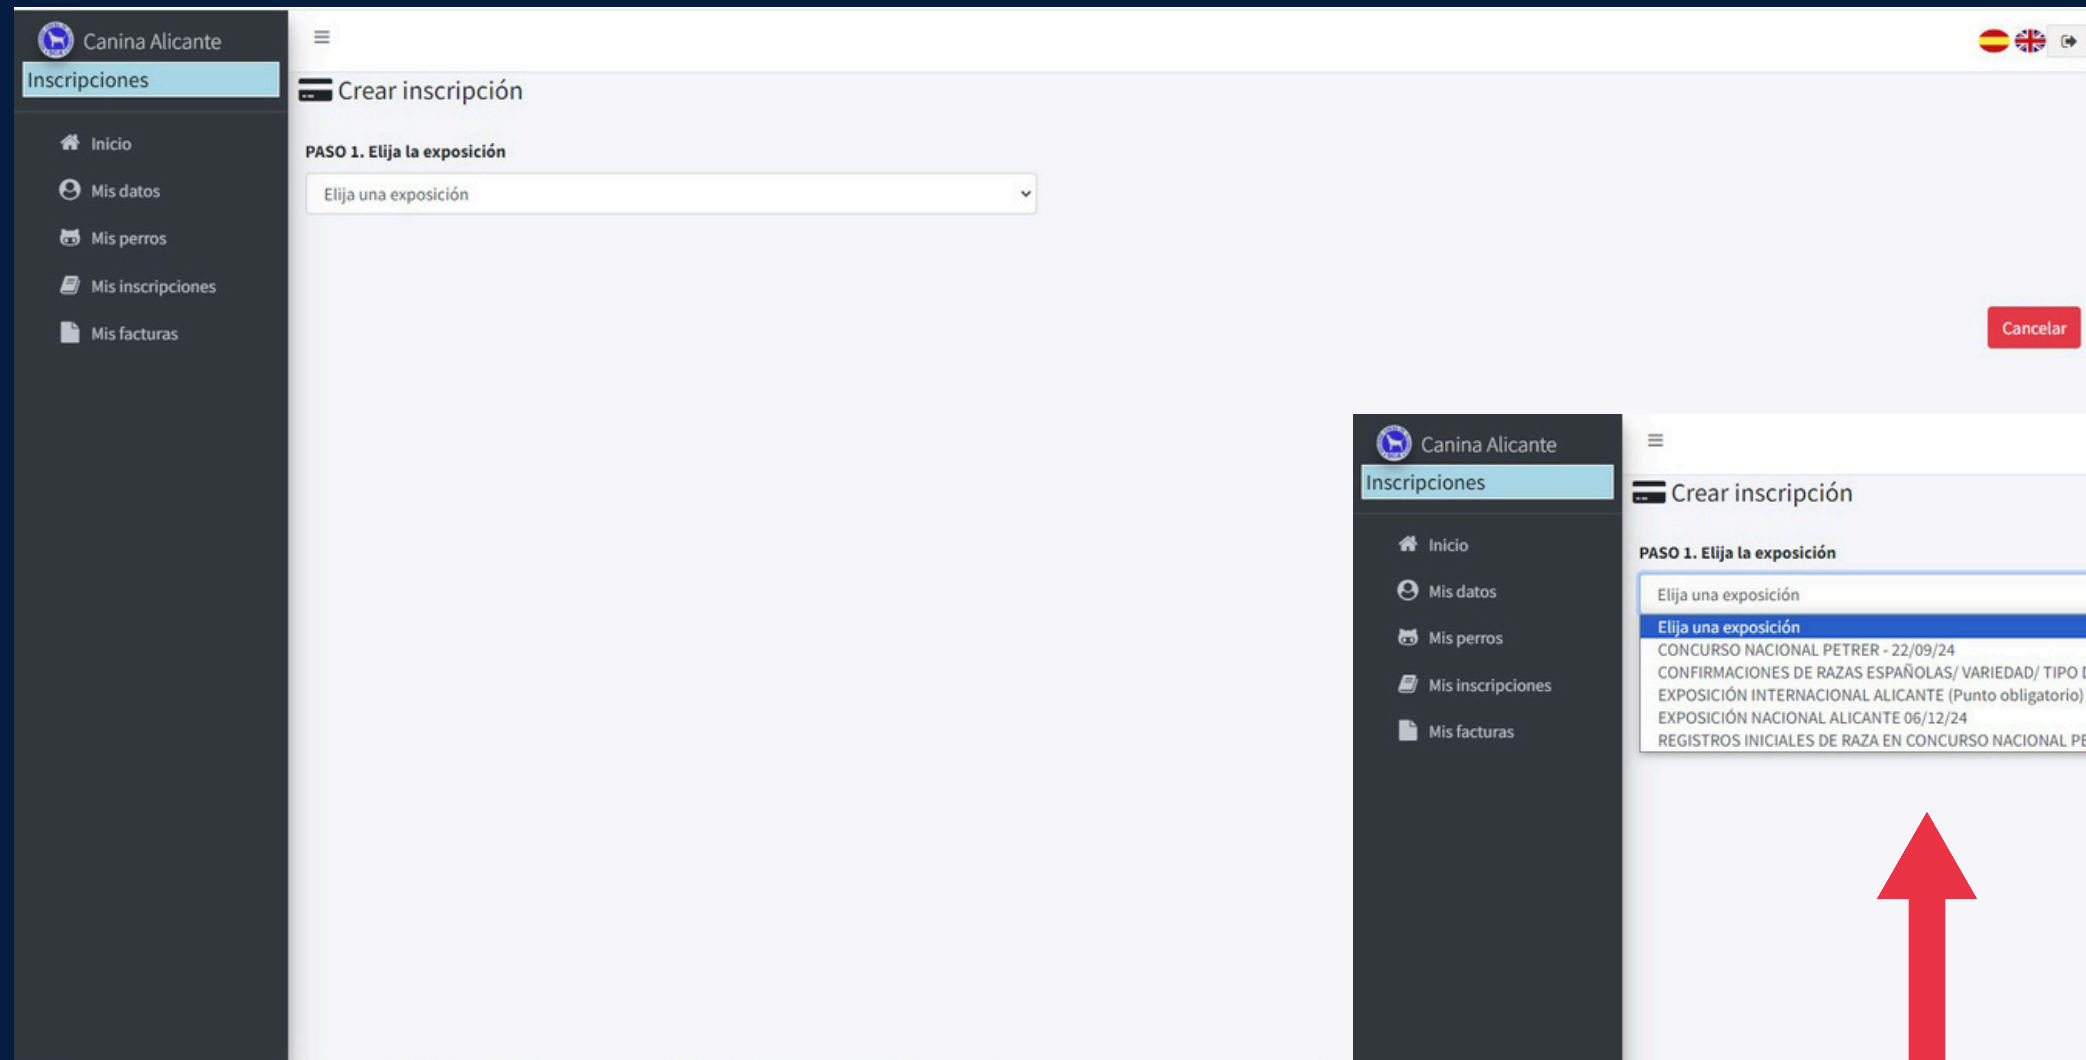 Canina Alicante
Inscripciones
Inicio
Mis datos
Mis perros
Mis inscripciones
Mis facturas
Crear inscripción
PASO 1. Elija la exposición
Elija una exposición
Cancelar
Canina Alicante
Inscripciones
Inicio
Mis datos
Mis perros
Mis inscripciones
Mis facturas
Crear inscripción
PASO 1. Elija la exposición
Elija una exposición
Elija una exposición
CONCURSO NACIONAL PETRER - 22/09/24
CONFIRMACIONES DE RAZAS ESPAÑOLAS/ VARIEDAD/ TIPO
EXPOSICIÓN INTERNACIONAL ALICANTE (Punto obligatorio)
EXPOSICIÓN NACIONAL ALICANTE 06/12/24
REGISTROS INICIALES DE RAZA EN CONCURSO NACIONAL